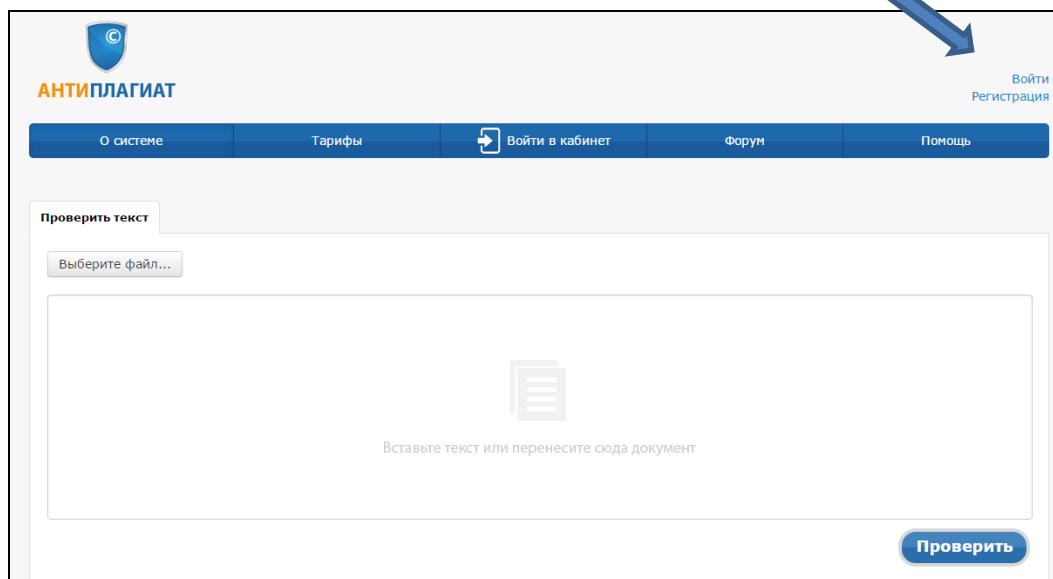 ©
АНТИПЛАГИАТ
Войти
Регистрация
О системе
Тарифы
Войти в кабинет
Форум
Помощь
Проверить текст
Выберите файл...
Вставьте текст или перенесите сюда документ
Проверить